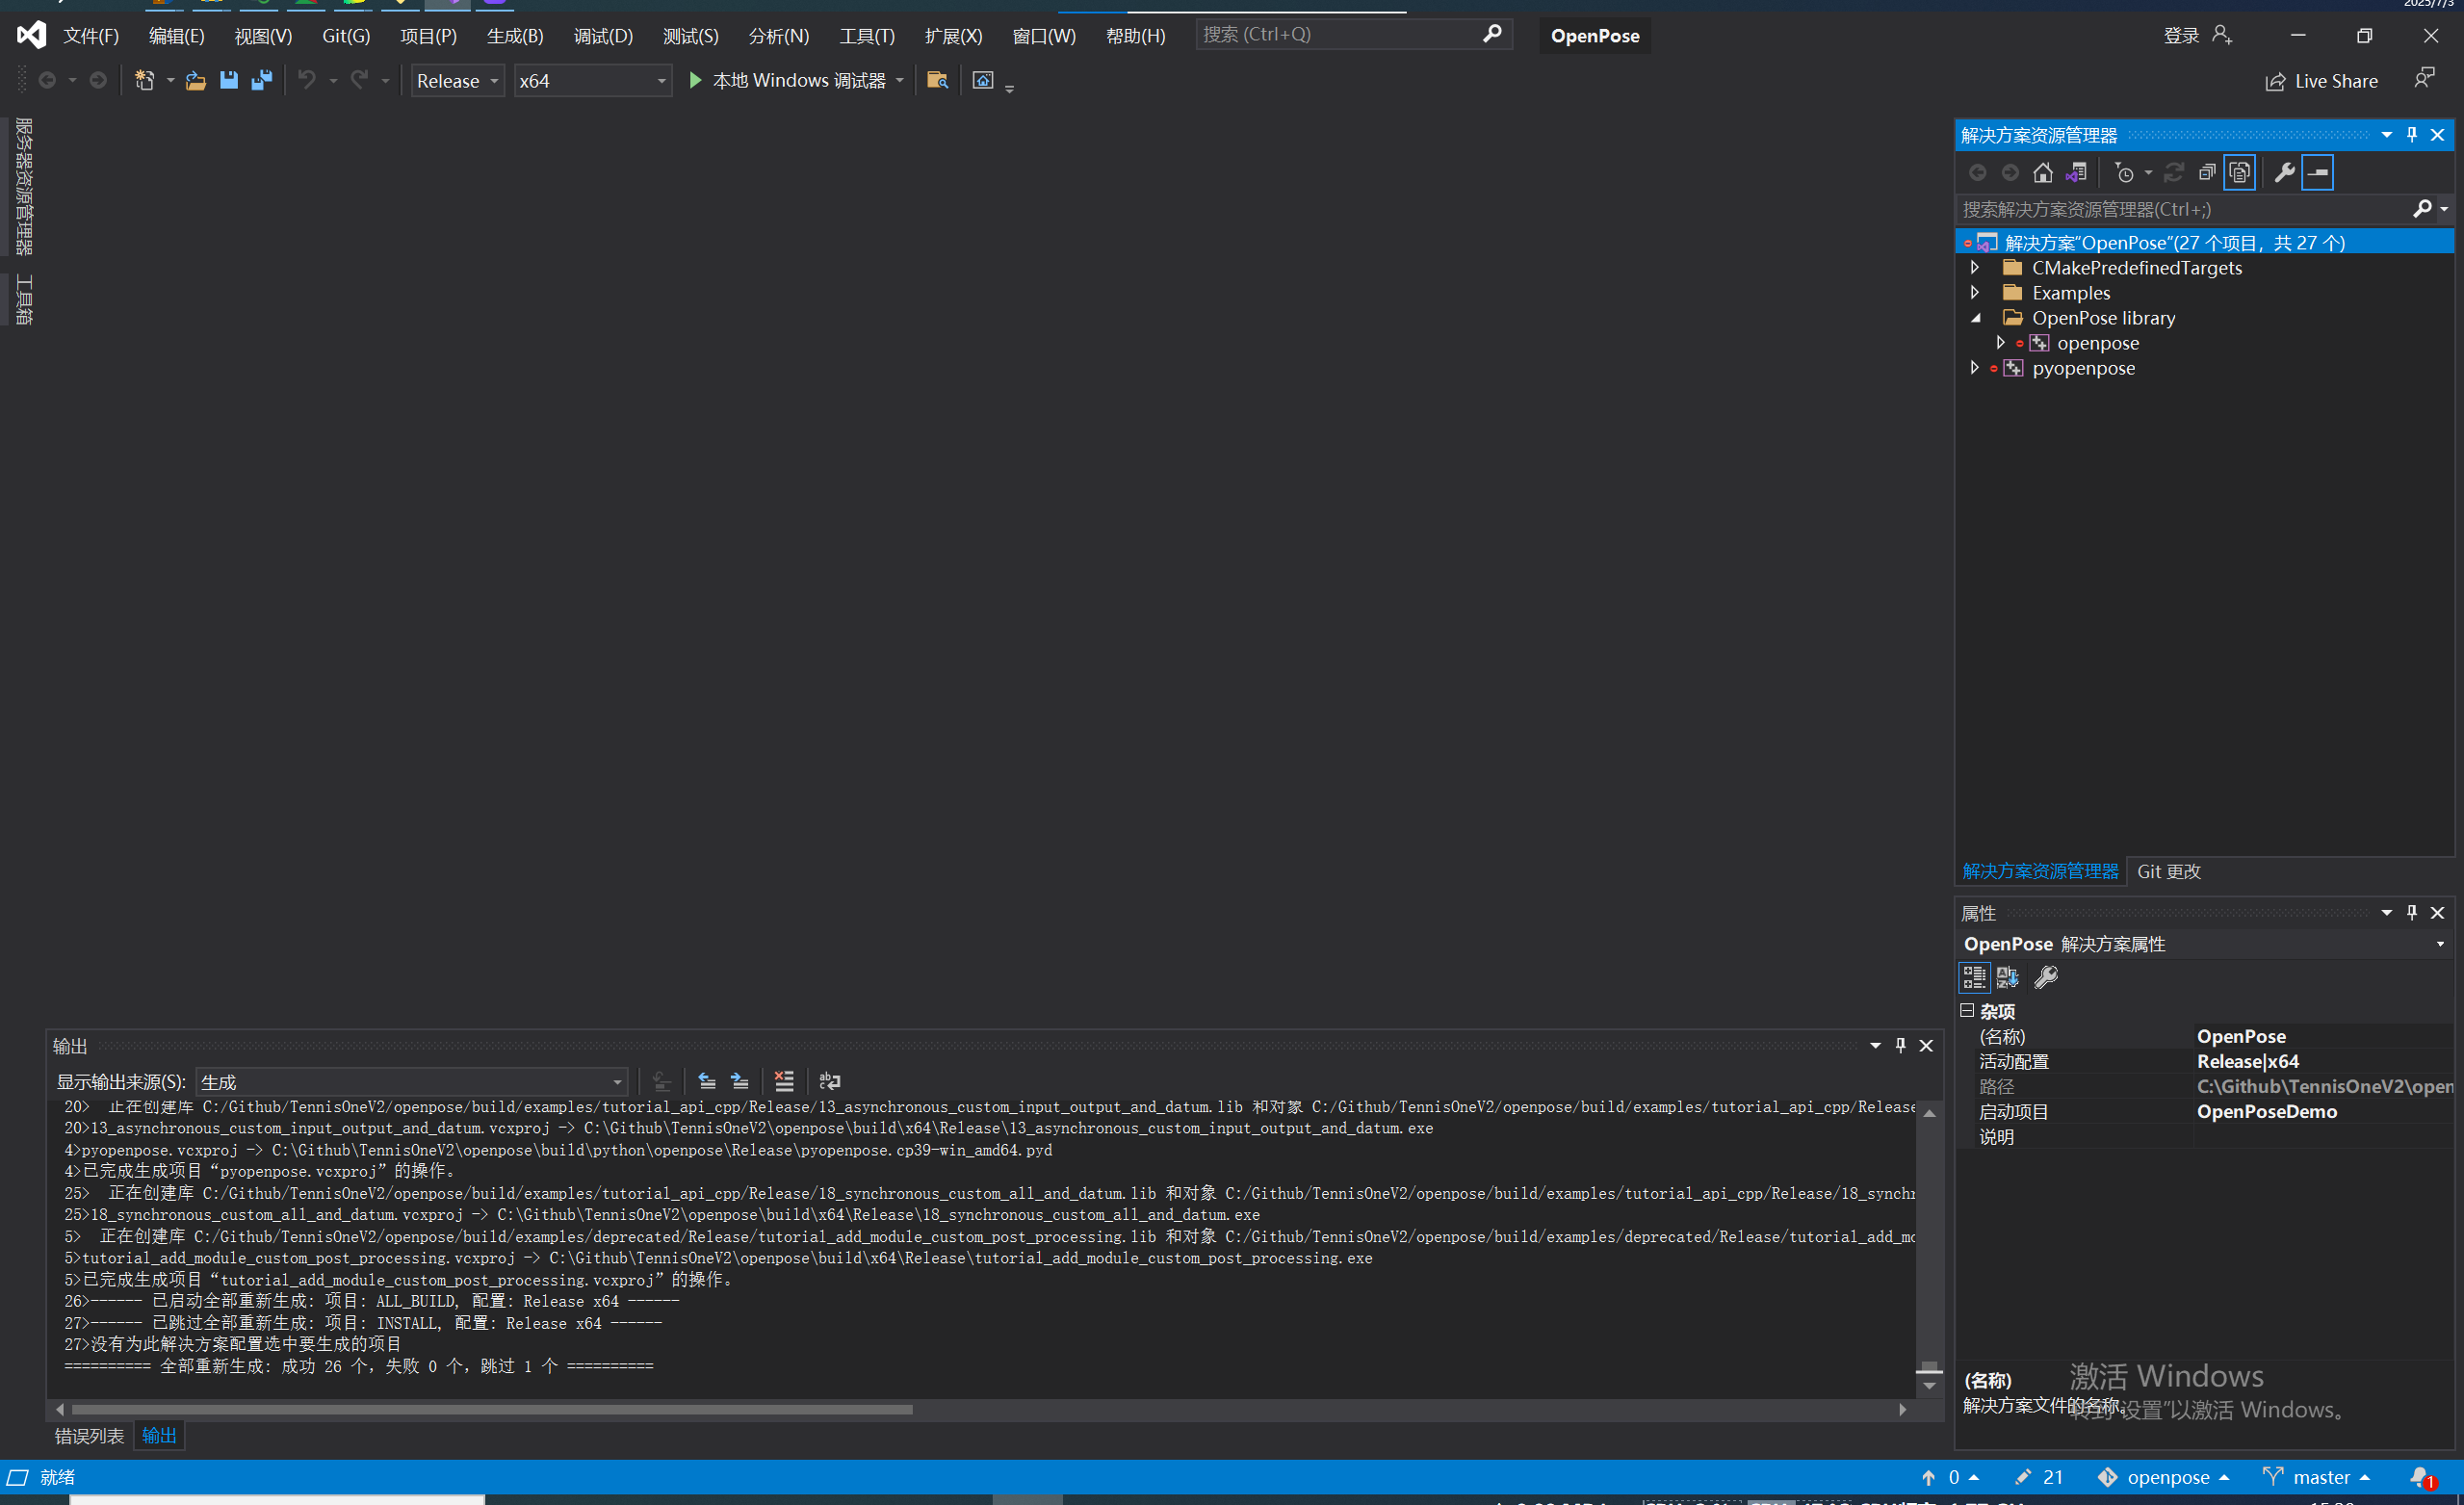 2025/7/3
文件(F) 编辑(E) 视图(V) Git(G) 项目(P) 生成(B) 调试(D) 测试(S) 分析(N) 工具(T) 扩展(X) 窗口(W) 帮助(H) 搜索 (Ctrl+Q) OpenPose 登录
Release x64 本地 Windows 调试器 Live Share
服务器资源管理器
工具箱
解决方案资源管理器
搜索解决方案资源管理器(Ctrl+;)
解决方案“OpenPose”(27 个项目，共 27 个)
CMakePredefinedTargets
Examples
OpenPose library
openpose
pyopenpose
解决方案资源管理器 Git 更改
属性
OpenPose 解决方案属性
杂项
(名称) OpenPose
活动配置 Release|x64
路径 C:\Github\TennisOneV2\open
启动项目 OpenPoseDemo
说明
(名称)
解决方案文件的名称。
激活 Windows
转到“设置”以激活 Windows。
输出
显示输出来源(S): 生成
20>  正在创建库 C:/Github/TennisOneV2/openpose/build/examples/tutorial_api_cpp/Release/13_asynchronous_custom_input_output_and_datum.lib 和对象 C:/Github/TennisOneV2/openpose/build/examples/tutorial_api_cpp/Release
20>13_asynchronous_custom_input_output_and_datum.vcxproj -> C:\Github\TennisOneV2\openpose\build\x64\Release\13_asynchronous_custom_input_output_and_datum.exe
4>pyopenpose.vcxproj -> C:\Github\TennisOneV2\openpose\build\python\openpose\Release\pyopenpose.cp39-win_amd64.pyd
4>已完成生成项目“pyopenpose.vcxproj”的操作。
25>  正在创建库 C:/Github/TennisOneV2/openpose/build/examples/tutorial_api_cpp/Release/18_synchronous_custom_all_and_datum.lib 和对象 C:/Github/TennisOneV2/openpose/build/examples/tutorial_api_cpp/Release/18_synchr
25>18_synchronous_custom_all_and_datum.vcxproj -> C:\Github\TennisOneV2\openpose\build\x64\Release\18_synchronous_custom_all_and_datum.exe
5>  正在创建库 C:/Github/TennisOneV2/openpose/build/examples/deprecated/Release/tutorial_add_module_custom_post_processing.lib 和对象 C:/Github/TennisOneV2/openpose/build/examples/deprecated/Release/tutorial_add_mo
5>tutorial_add_module_custom_post_processing.vcxproj -> C:\Github\TennisOneV2\openpose\build\x64\Release\tutorial_add_module_custom_post_processing.exe
5>已完成生成项目“tutorial_add_module_custom_post_processing.vcxproj”的操作。
26>------ 已启动全部重新生成: 项目: ALL_BUILD, 配置: Release x64 ------
27>------ 已跳过全部重新生成: 项目: INSTALL, 配置: Release x64 ------
27>没有为此解决方案配置选中要生成的项目
========== 全部重新生成: 成功 26 个，失败 0 个，跳过 1 个 ==========
错误列表 输出
就绪 0 21 openpose master 1